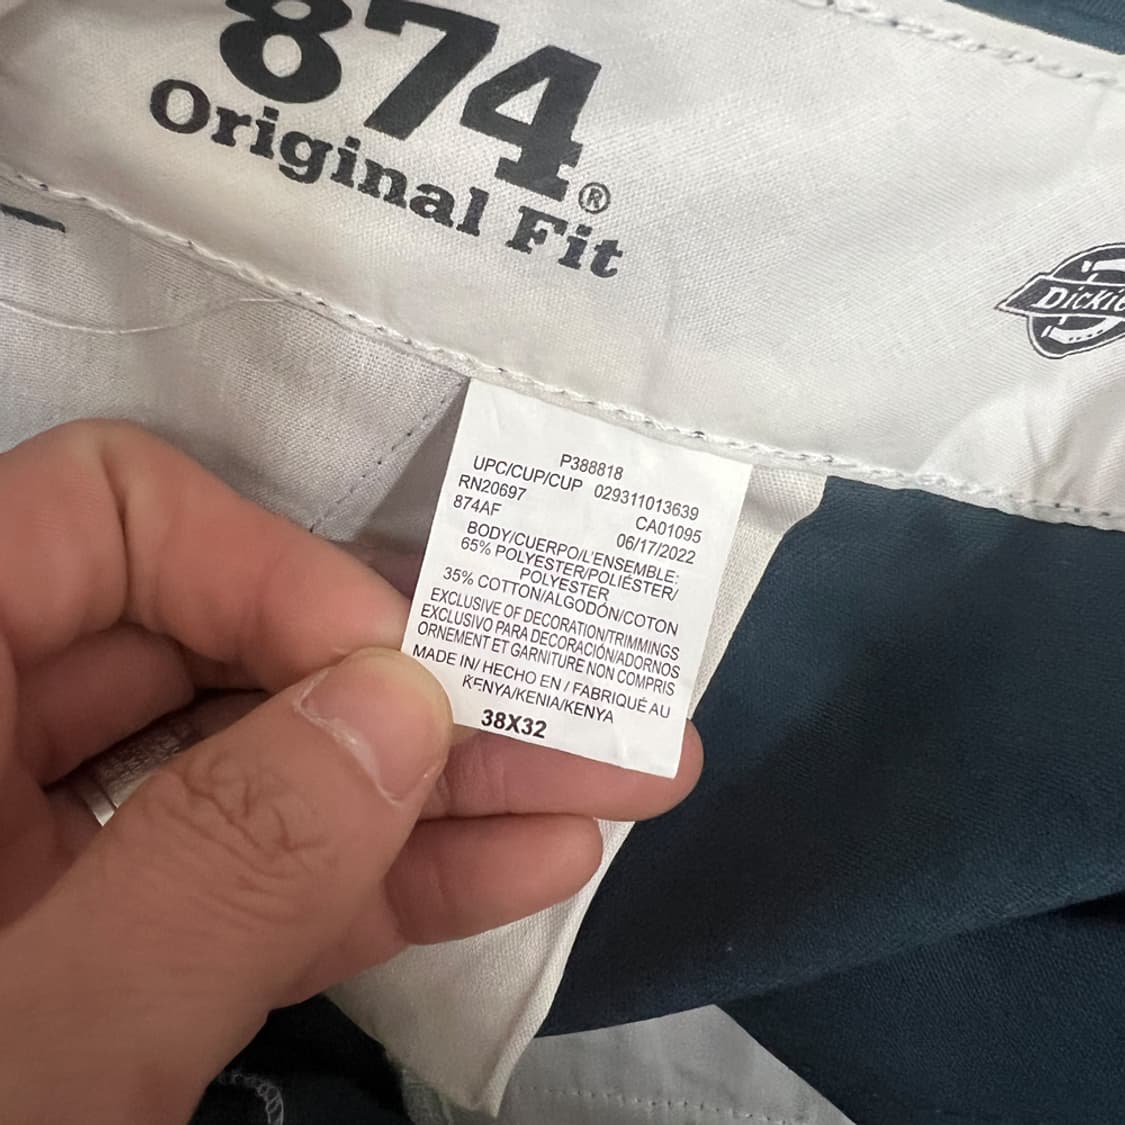 874®
Original Fit
P388818
UPC/CUP/CUP 029311013639
RN20697 CA01095
874AF 06/17/2022
BODY/CUERPO/L'ENSEMBLE:
65% POLYESTER/POLIÉSTER/
POLYESTER
35% COTTON/ALGODÓN/COTON
EXCLUSIVE OF DECORATION/TRIMMINGS
EXCLUSIVO PARA DECORACIÓN/ADORNOS
ORNEMENT ET GARNITURE NON COMPRIS
MADE IN/ HECHO EN / FABRIQUÉ AU
KENYA/KENIA/KENYA
38X32